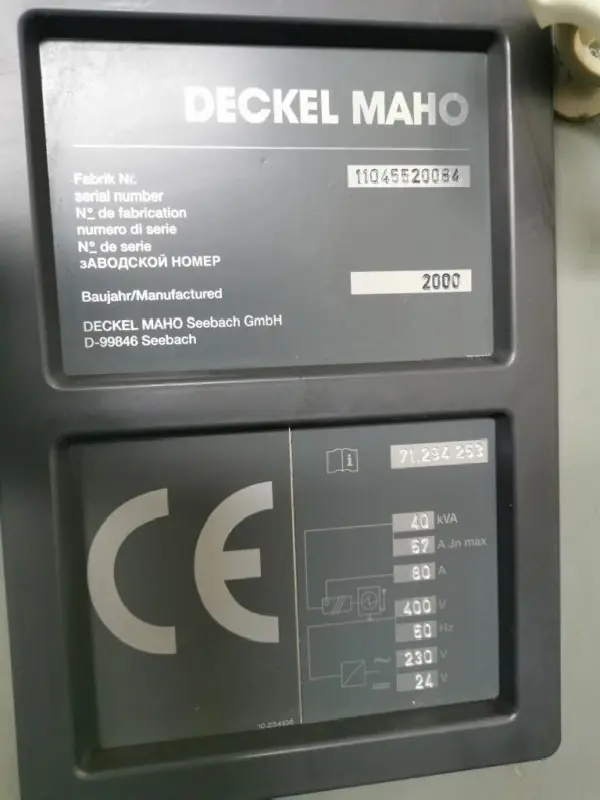 DECKEL MAHO
Fabrik Nr. 11045520084
serial number
Nº de fabrication
numero di serie
Nº de serie
зАВОДСКОЙ НОМЕР
Baujahr/Manufactured 2000
DECKEL MAHO Seebach GmbH
D-99846 Seebach
i 71.294 253
CE
40 kVA
67 A Jn max
80 A
400 V
Hz
230 V
24 V